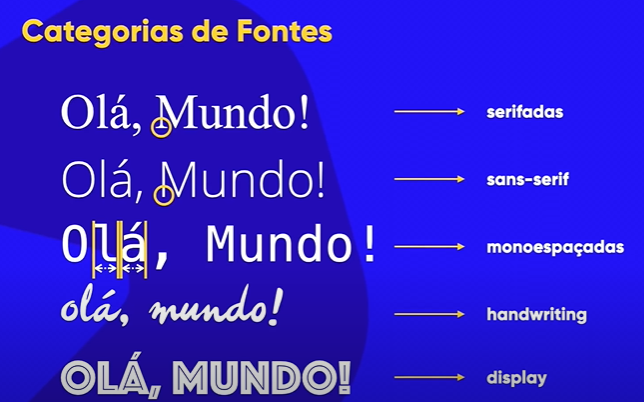 Categorias de Fontes
Olá, Mundo! serifadas
Olá, Mundo! sans-serif
Olá, Mundo! monoespaçadas
olá, mundo! handwriting
OLÁ, MUNDO! display